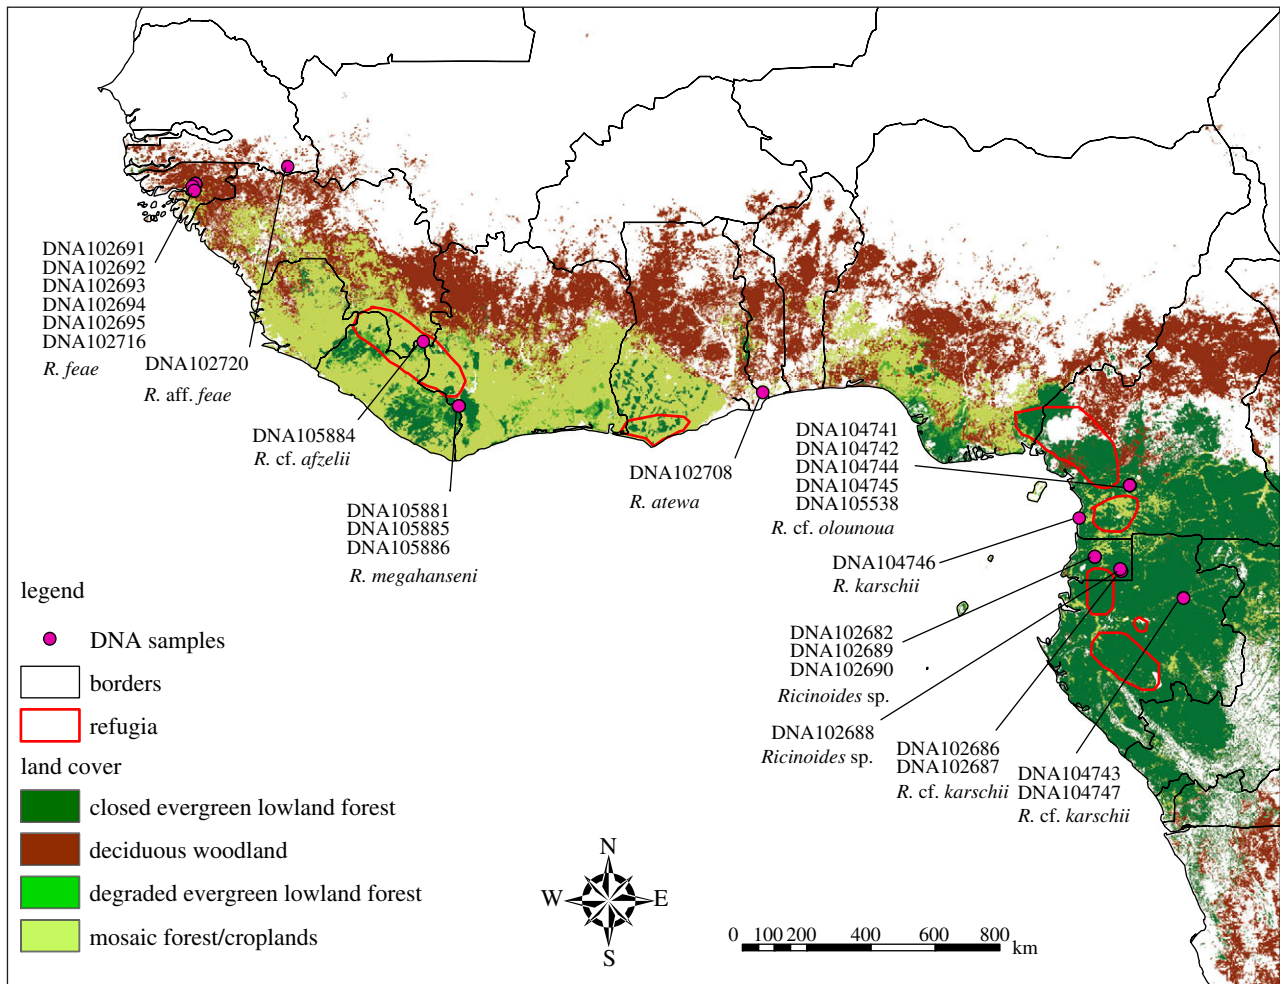 DNA102691
DNA102692
DNA102693
DNA102694
DNA102695
DNA102716
R. feae
DNA102720
R. aff. feae
DNA105884
R. cf. afzelii
DNA105881
DNA105885
DNA105886
R. megahanseni
DNA102708
R. atewa
DNA104741
DNA104742
DNA104744
DNA104745
DNA105538
R. cf. olounoua
DNA104746
R. karschii
DNA102682
DNA102689
DNA102690
Ricinoides sp.
DNA102688
Ricinoides sp.
DNA102686
DNA102687
R. cf. karschii
DNA104743
DNA104747
R. cf. karschii
legend
DNA samples
borders
refugia
land cover
closed evergreen lowland forest
deciduous woodland
degraded evergreen lowland forest
mosaic forest/croplands
N
W E
S
0 100 200 400 600 800
km